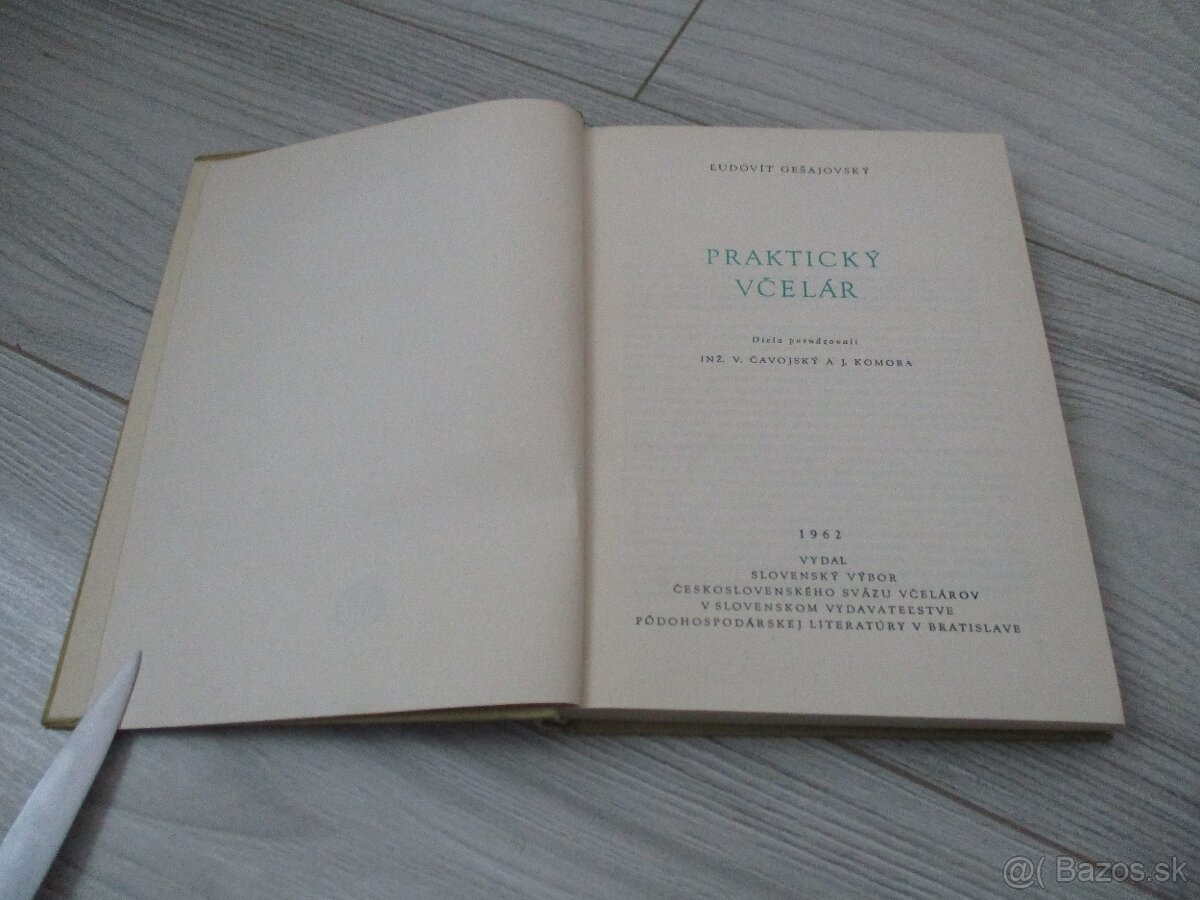 ĽUDOVÍT GEŠAJOVSKÝ
PRAKTICKÝ
VČELÁR
Dielo posudzovali
INŽ. V. ČAVOJSKÝ A J. KOMORA
1962
VYDAL
SLOVENSKÝ VÝBOR
ČESKOSLOVENSKÉHO SVÄZU VČELÁROV
V SLOVENSKOM VYDAVATEĽSTVE
PÔDOHOSPODÁRSKEJ LITERATÚRY V BRATISLAVE
@( Bazos.sk